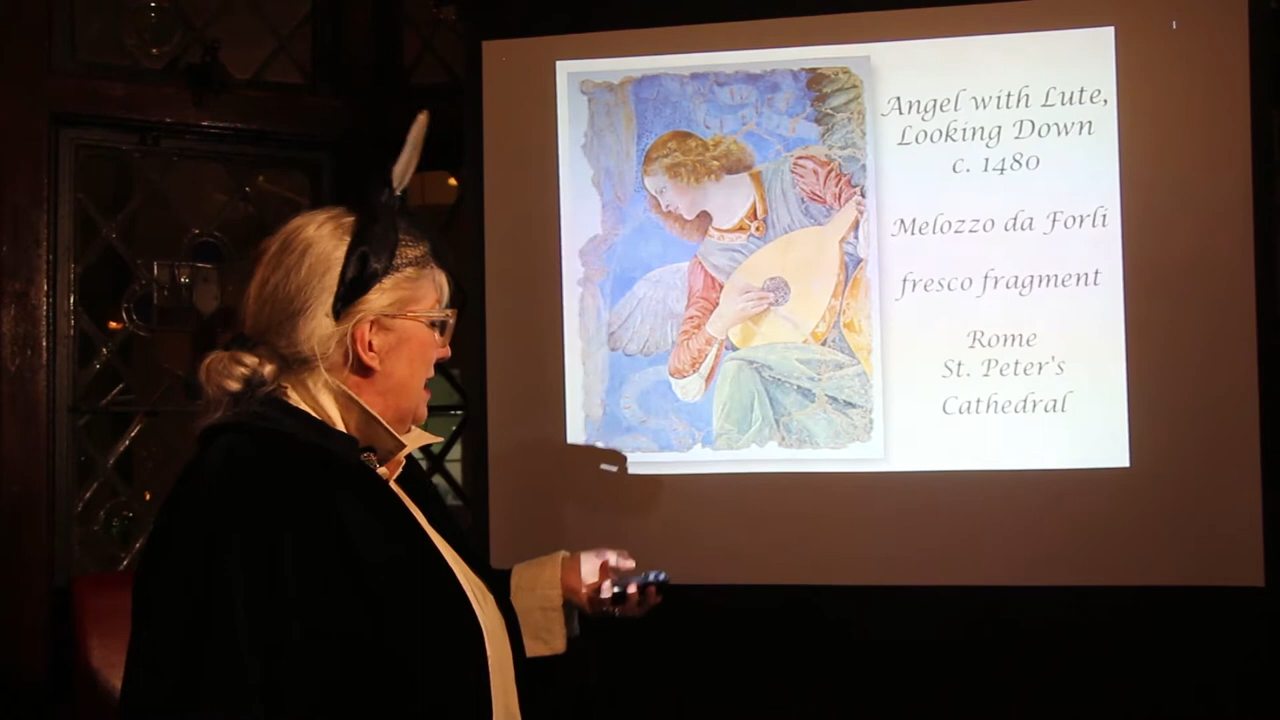 Angel with Lute,
Looking Down
c. 1480
Melozzo da Forli
fresco fragment
Rome
St. Peter's
Cathedral